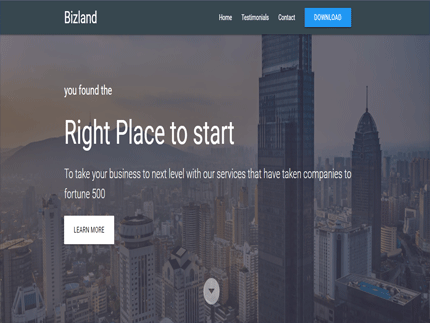 Bizland
Home Testimonials Contact DOWNLOAD
you found the
Right Place to start
To take your business to next level with our services that have taken companies to
fortune 500
LEARN MORE